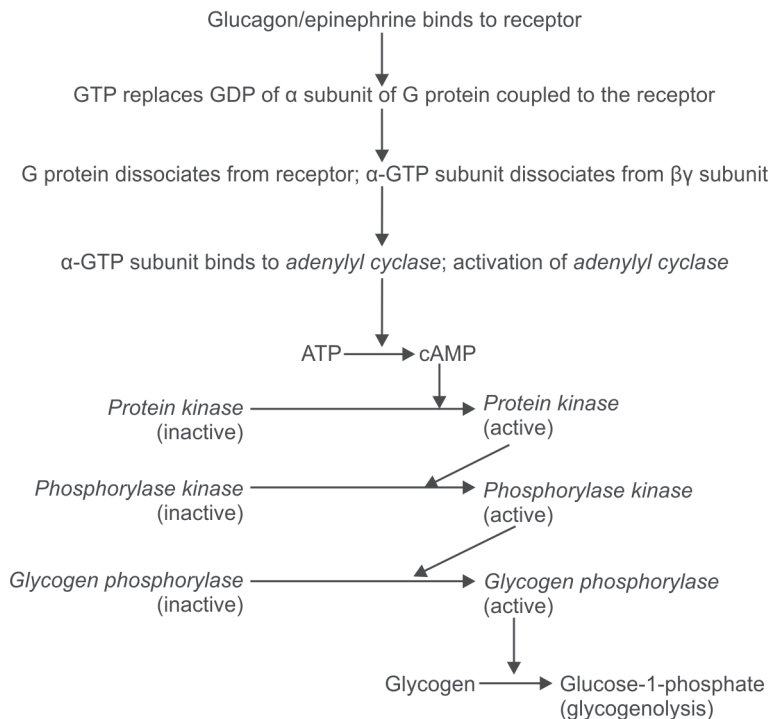 Glucagon/epinephrine binds to receptor
GTP replaces GDP of α subunit of G protein coupled to the receptor
G protein dissociates from receptor; α-GTP subunit dissociates from βγ subunit
α-GTP subunit binds to adenylyl cyclase; activation of adenylyl cyclase
ATP cAMP
Protein kinase
(inactive)
Protein kinase
(active)
Phosphorylase kinase
(inactive)
Phosphorylase kinase
(active)
Glycogen phosphorylase
(inactive)
Glycogen phosphorylase
(active)
Glycogen
Glucose-1-phosphate
(glycogenolysis)